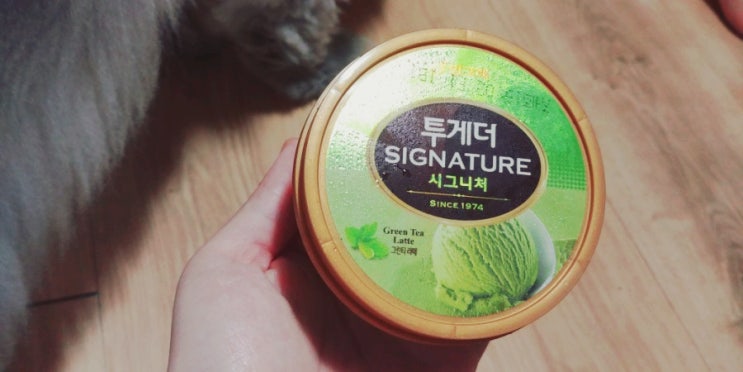 투게더
SIGNATURE
시그니처
SINCE 1974
Green Tea
Latte
그린티 라떼